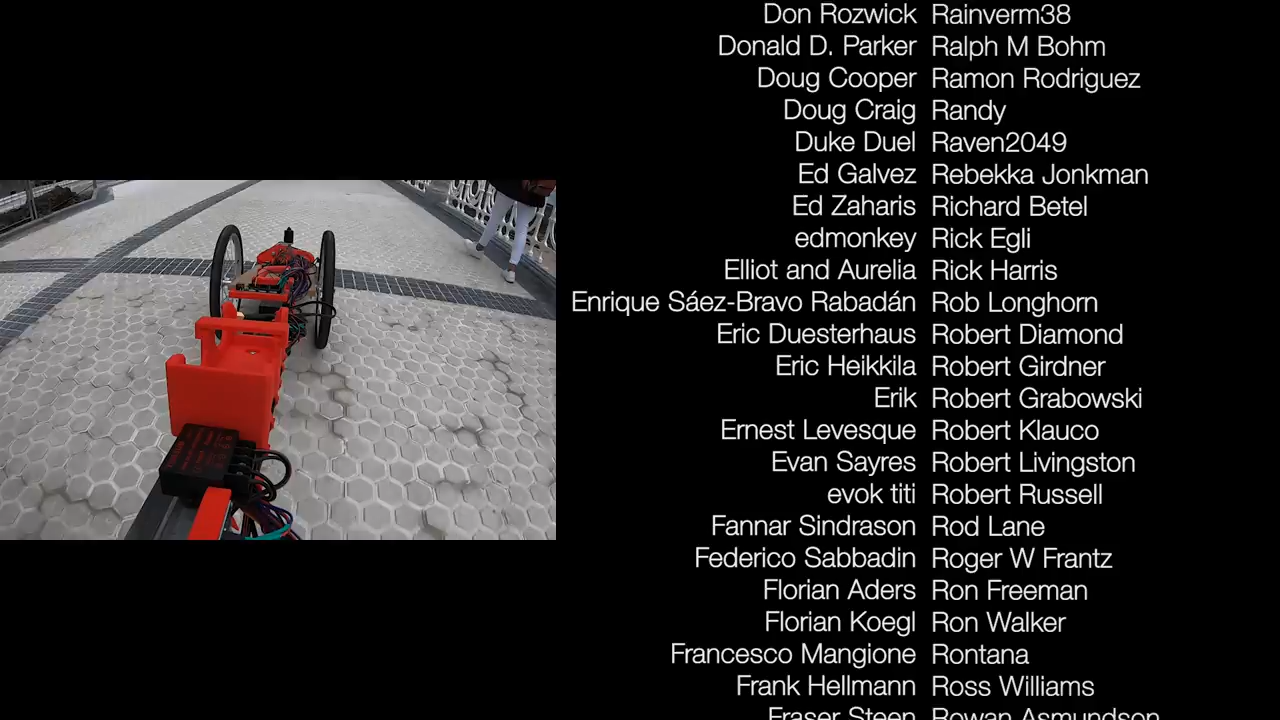 Don Rozwick Rainverm38
Donald D. Parker Ralph M Bohm
Doug Cooper Ramon Rodriguez
Doug Craig Randy
Duke Duel Raven2049
Ed Galvez Rebekka Jonkman
Ed Zaharis Richard Betel
edmonkey Rick Egli
Elliot and Aurelia Rick Harris
Enrique Sáez-Bravo Rabadán Rob Longhorn
Eric Duesterhaus Robert Diamond
Eric Heikkila Robert Girdner
Erik Robert Grabowski
Ernest Levesque Robert Klauco
Evan Sayres Robert Livingston
evok titi Robert Russell
Fannar Sindrason Rod Lane
Federico Sabbadin Roger W Frantz
Florian Aders Ron Freeman
Florian Koegl Ron Walker
Francesco Mangione Rontana
Frank Hellmann Ross Williams
Fraser Steen Rowan Asmundson